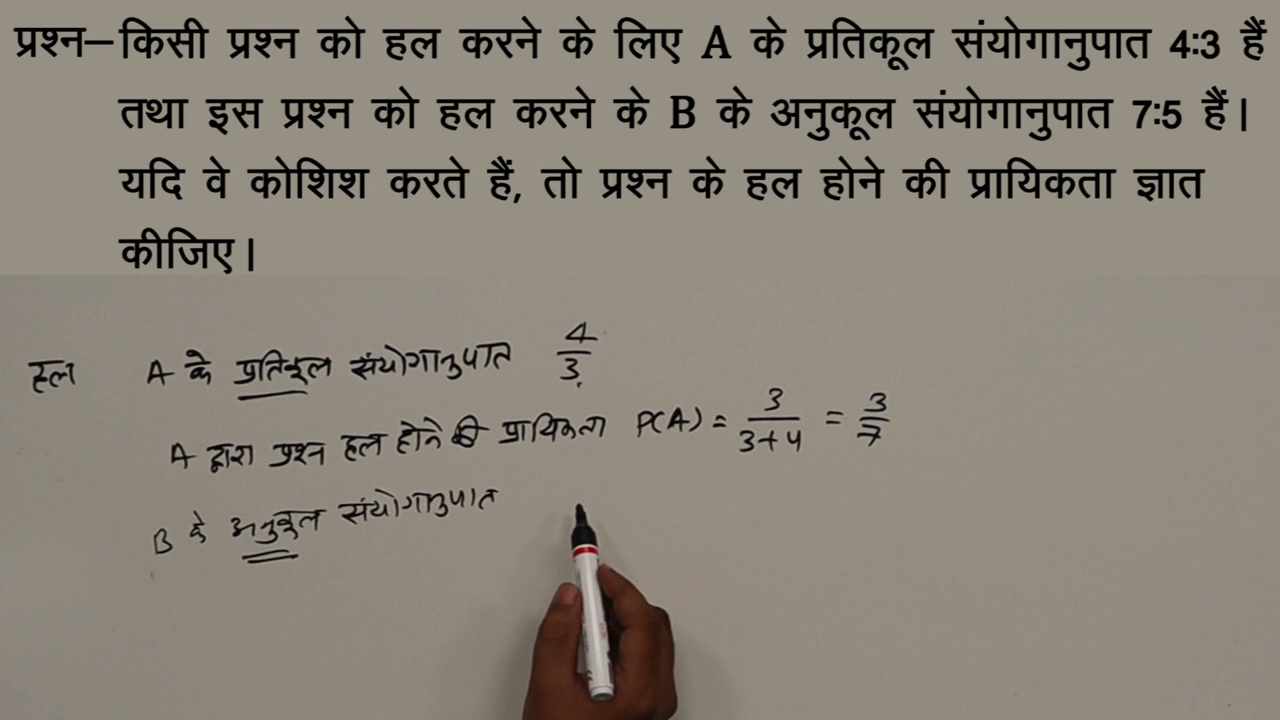 प्रश्न–किसी प्रश्न को हल करने के लिए A के प्रतिकूल संयोगानुपात 4:3 हैं
तथा इस प्रश्न को हल करने के B के अनुकूल संयोगानुपात 7:5 हैं।
यदि वे कोशिश करते हैं, तो प्रश्न के हल होने की प्रायिकता ज्ञात
कीजिए।
हल A के प्रतिकूल संयोगानुपात 4/3
A द्वारा प्रश्न हल होने की प्रायिकता P(A) = 3/(3+4) = 3/7
B के अनुकूल संयोगानुपात